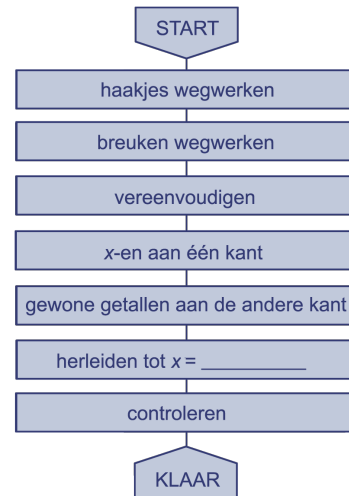 START
haakjes wegwerken
breuken wegwerken
vereenvoudigen
x-en aan één kant
gewone getallen aan de andere kant
herleiden tot x = __________
controleren
KLAAR